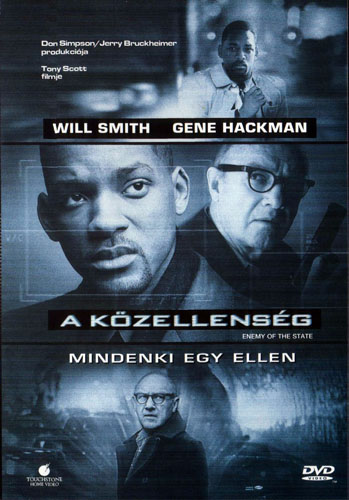 Don Simpson/Jerry Bruckheimer
produkciója
Tony Scott
filmje
WILL SMITH GENE HACKMAN
A KÖZELLENSÉG
ENEMY OF THE STATE
MINDENKI EGY ELLEN
TOUCHSTONE
HOME VIDEO
DVD
VIDEO